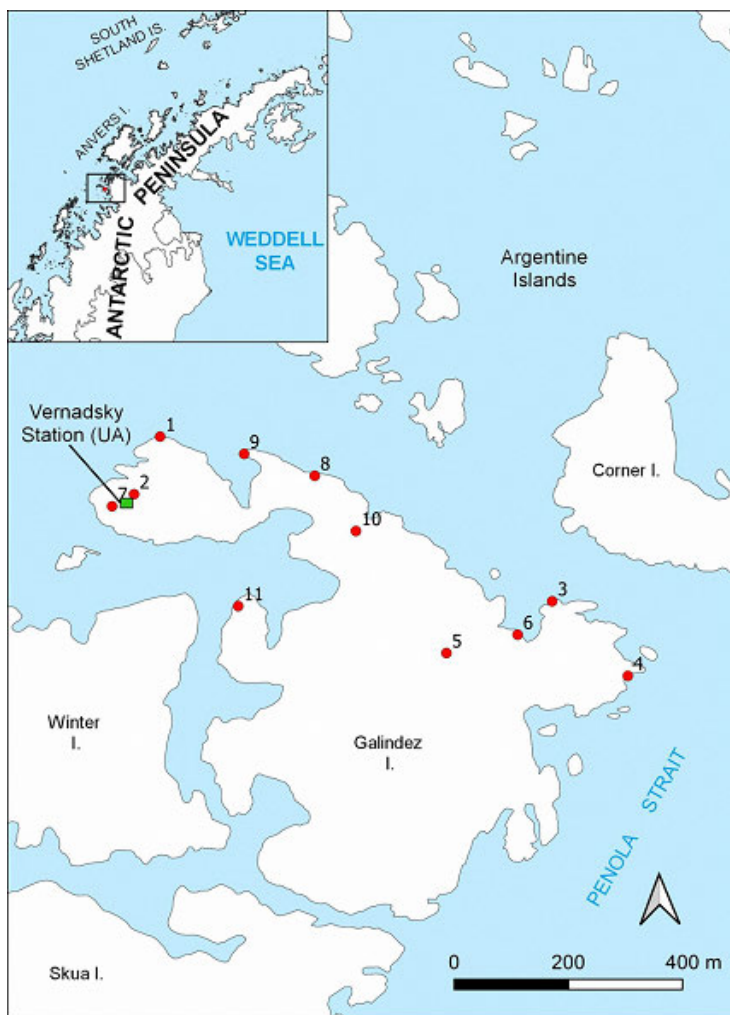 SOUTH
SHETLAND IS.
ANVERS I.
ANTARCTIC
PENINSULA
WEDDELL
SEA
Argentine
Islands
Vernadsky
Station (UA)
1
9
8
Corner I.
7
2
10
11
3
6
5
4
Winter
I.
Galindez
I.
PENOLA STRAIT
Skua I.
0 200 400 m